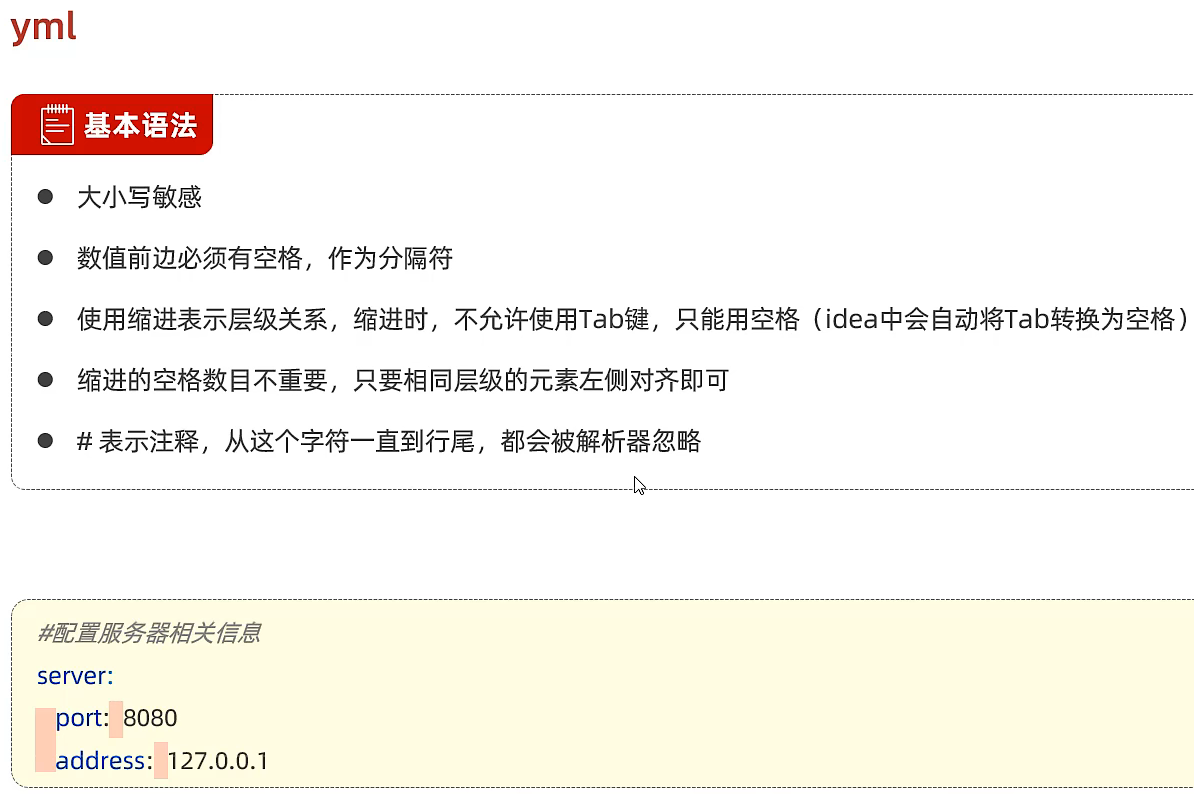 yml
基本语法
大小写敏感
数值前边必须有空格，作为分隔符
使用缩进表示层级关系，缩进时，不允许使用Tab键，只能用空格（idea中会自动将Tab转换为空格）
缩进的空格数目不重要，只要相同层级的元素左侧对齐即可
# 表示注释，从这个字符一直到行尾，都会被解析器忽略
#配置服务器相关信息
server:
port: 8080
address: 127.0.0.1